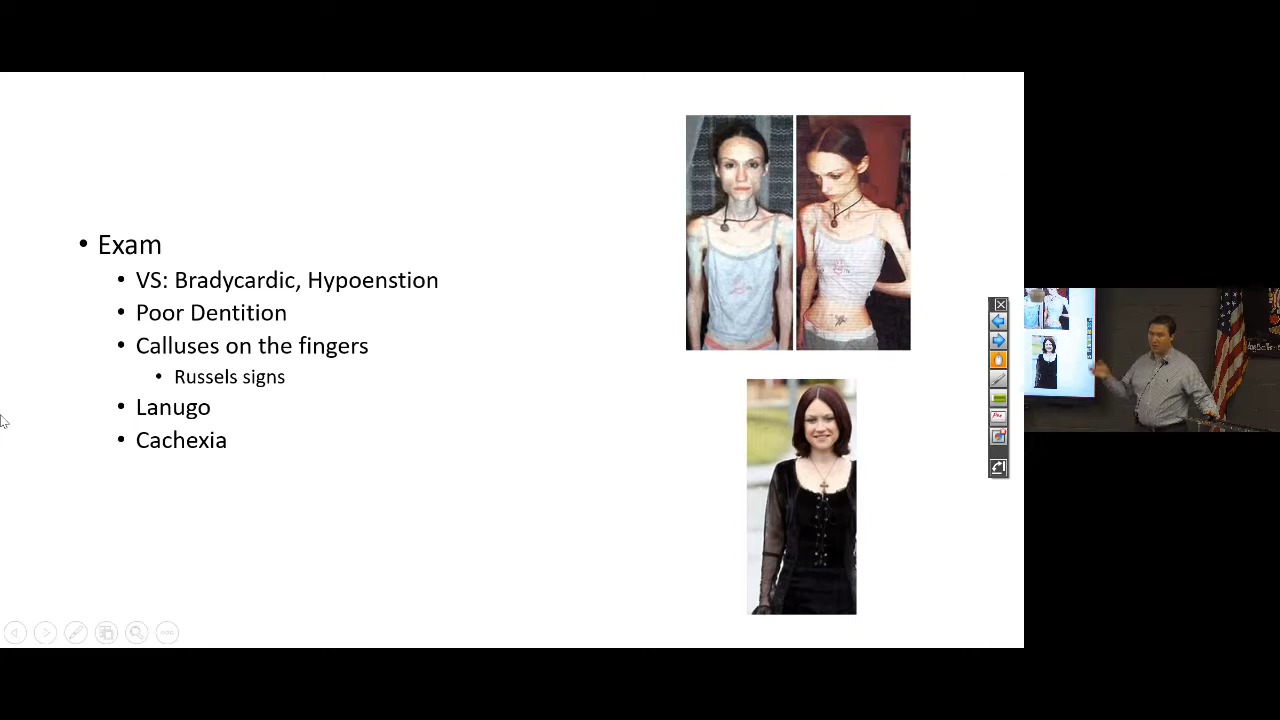 Exam
VS: Bradycardic, Hypoenstion
Poor Dentition
Calluses on the fingers
Russels signs
Lanugo
Cachexia